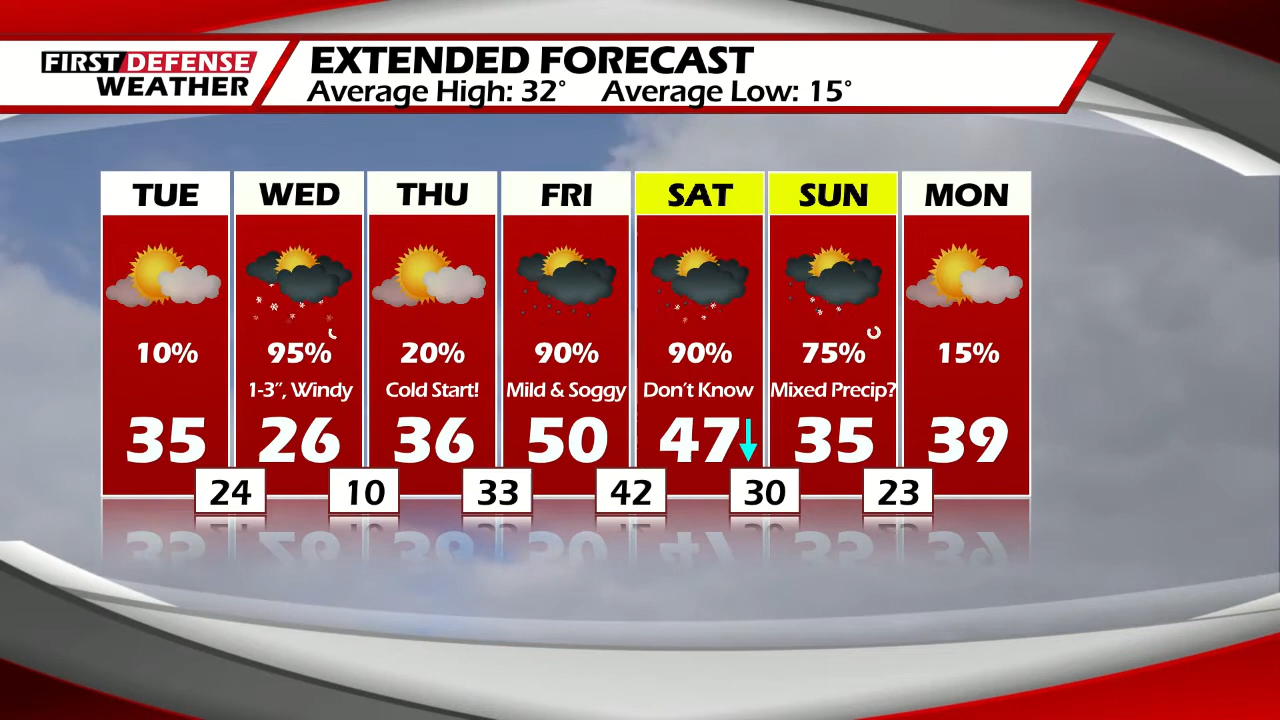 FIRST DEFENSE
WEATHER
EXTENDED FORECAST
Average High: 32° Average Low: 15°
TUE WED THU FRI SAT SUN MON
10% 95% 20% 90% 90% 75% 15%
1-3", Windy Cold Start! Mild & Soggy Don't Know Mixed Precip?
35 26 36 50 47 35 39
24 10 33 42 30 23